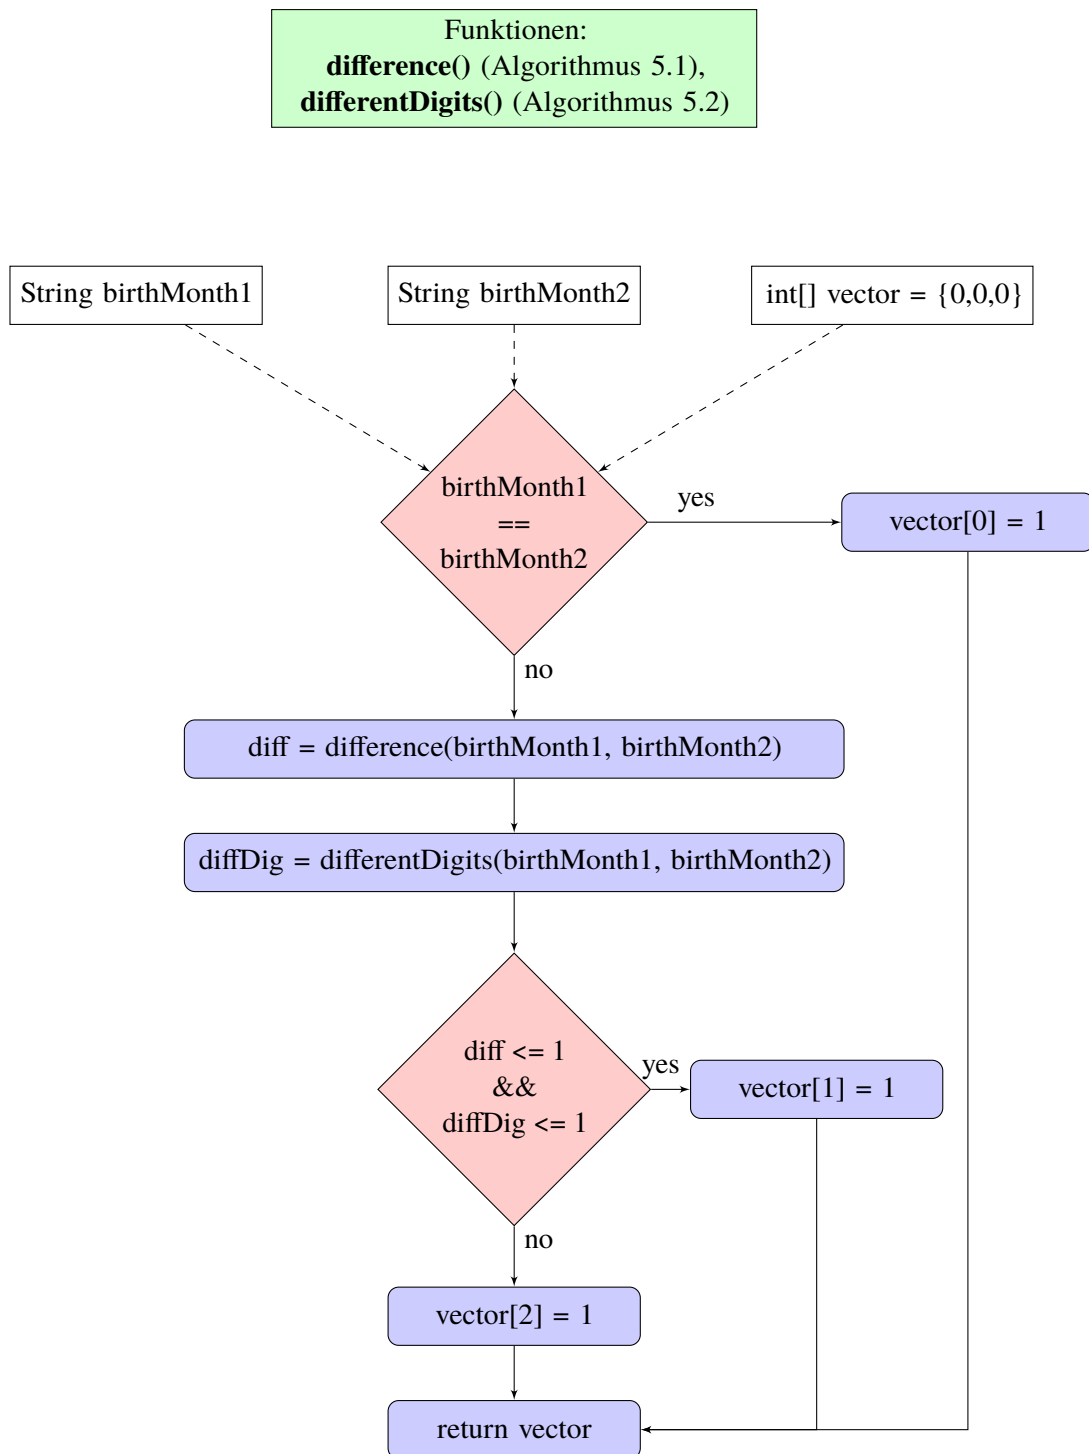 Funktionen:
difference() (Algorithmus 5.1),
differentDigits() (Algorithmus 5.2)
String birthMonth1
String birthMonth2
int[] vector = {0,0,0}
birthMonth1
==
birthMonth2
yes
vector[0] = 1
no
diff = difference(birthMonth1, birthMonth2)
diffDig = differentDigits(birthMonth1, birthMonth2)
diff <= 1
&&
diffDig <= 1
yes
vector[1] = 1
no
vector[2] = 1
return vector